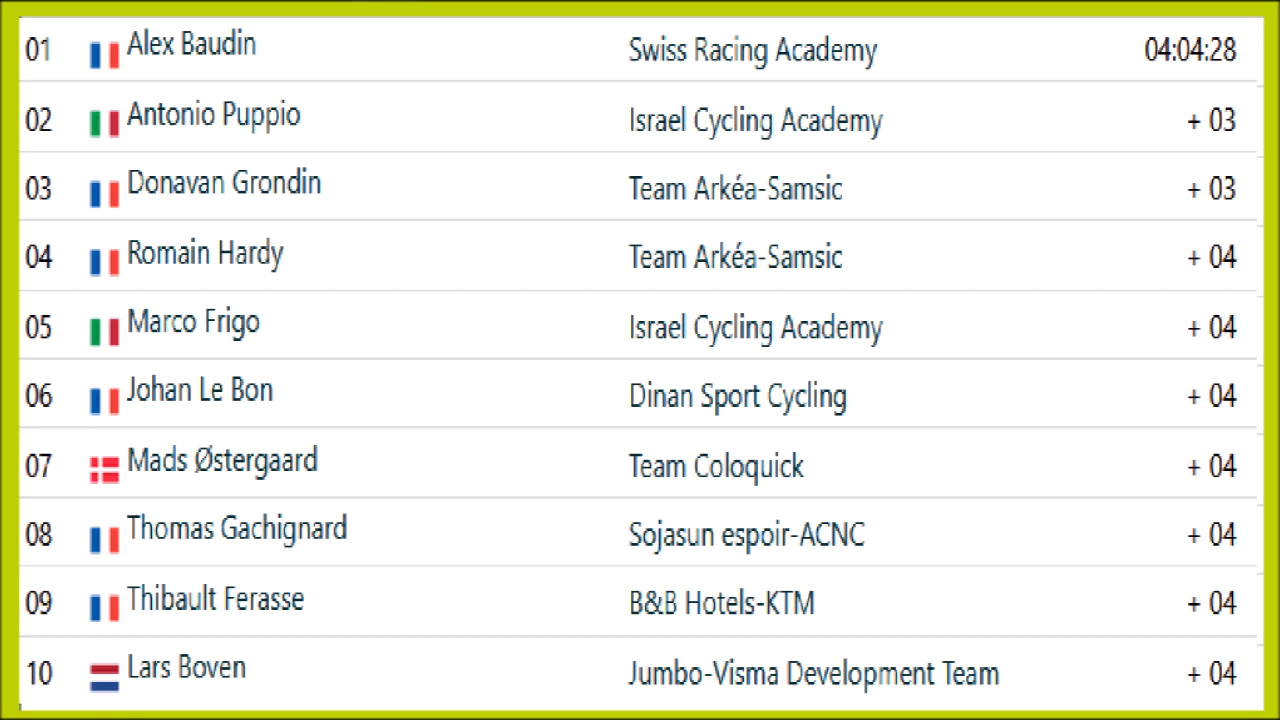 01 Alex Baudin Swiss Racing Academy 04:04:28
02 Antonio Puppio Israel Cycling Academy + 03
03 Donavan Grondin Team Arkéa-Samsic + 03
04 Romain Hardy Team Arkéa-Samsic + 04
05 Marco Frigo Israel Cycling Academy + 04
06 Johan Le Bon Dinan Sport Cycling + 04
07 Mads Østergaard Team Coloquick + 04
08 Thomas Gachignard Sojasun espoir-ACNC + 04
09 Thibault Ferasse B&B Hotels-KTM + 04
10 Lars Boven Jumbo-Visma Development Team + 04